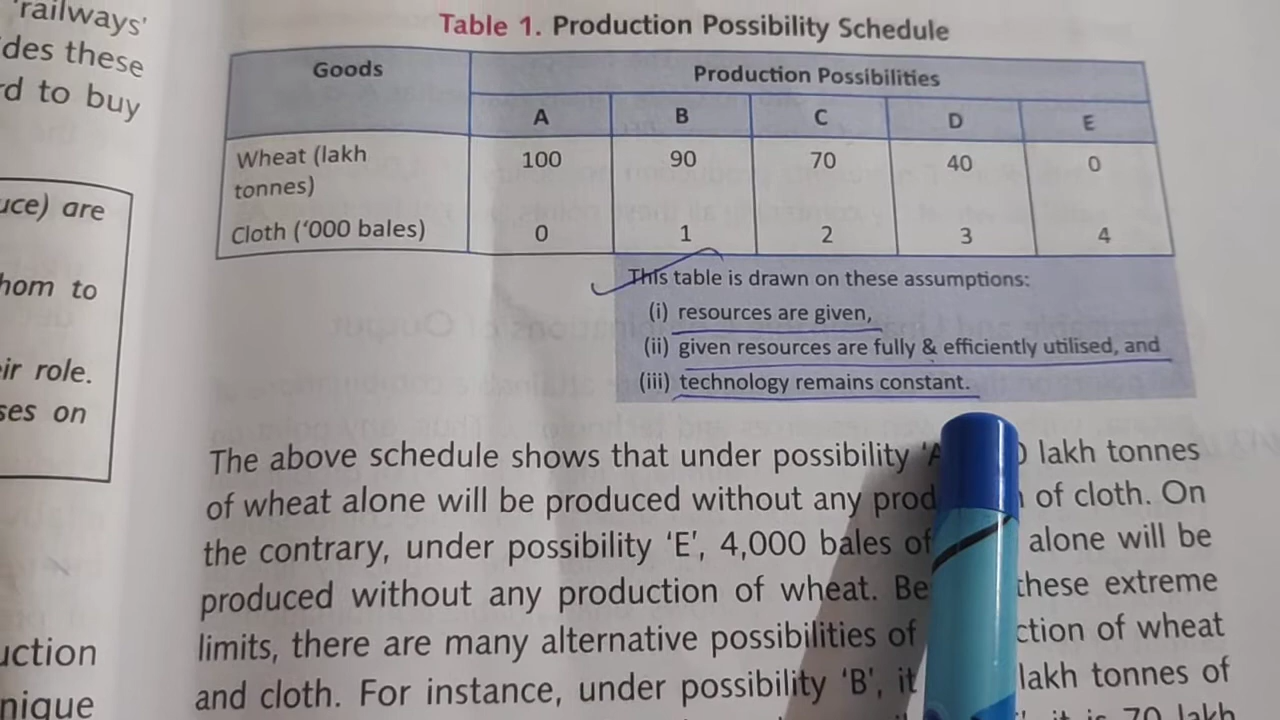 'railways'
des these
rd to buy
uce) are
hom to
eir role.
ses on
uction
nique
Table 1. Production Possibility Schedule
Goods
Production Possibilities
A B C D E
Wheat (lakh tonnes) 100 90 70 40 0
Cloth ('000 bales) 0 1 2 3 4
This table is drawn on these assumptions:
(i) resources are given,
(ii) given resources are fully & efficiently utilised, and
(iii) technology remains constant.
The above schedule shows that under possibility 'A lakh tonnes
of wheat alone will be produced without any prod of cloth. On
the contrary, under possibility 'E', 4,000 bales of alone will be
produced without any production of wheat. Be these extreme
limits, there are many alternative possibilities of ction of wheat
and cloth. For instance, under possibility 'B', it lakh tonnes of
it is 70 lakh